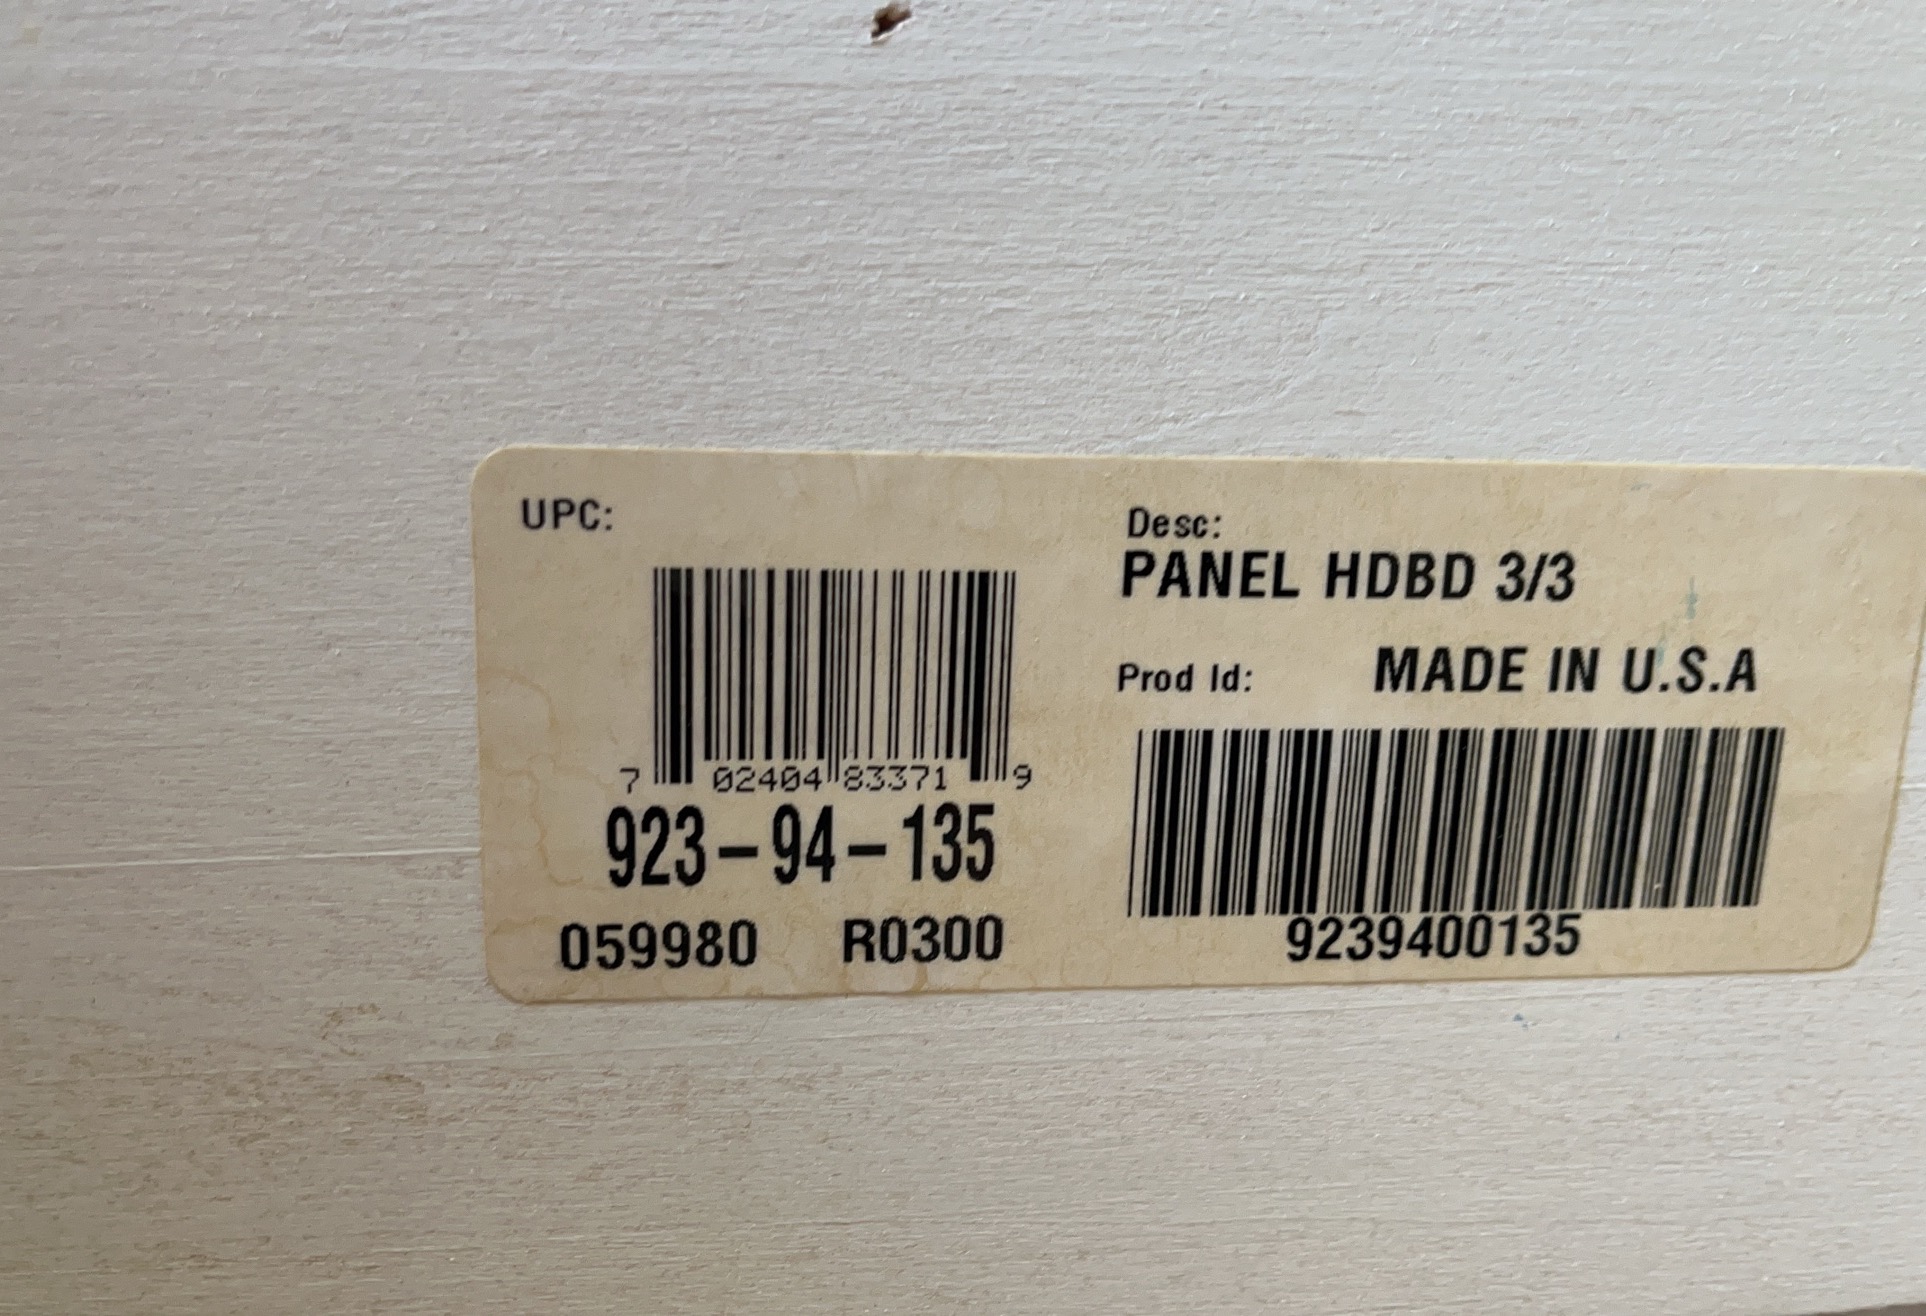 UPC:
7 02404 83371 9
923-94-135
059980 R0300
Desc:
PANEL HDBD 3/3
Prod Id: MADE IN U.S.A
9239400135